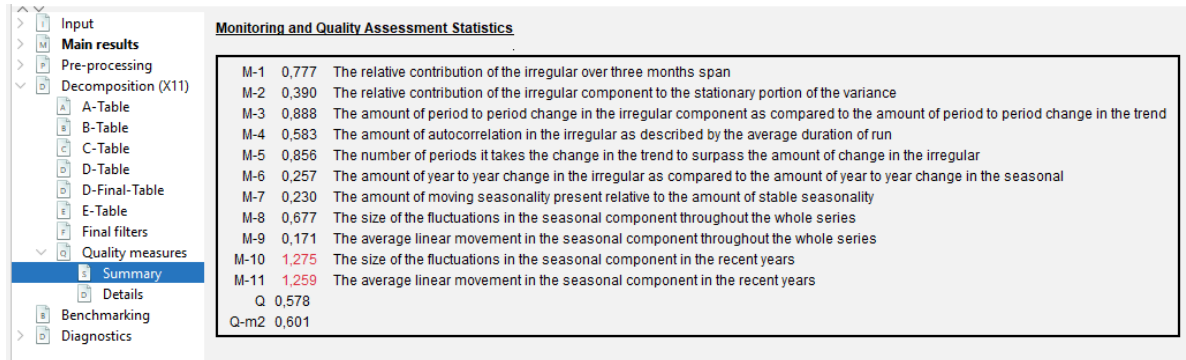 Input
Main results
Pre-processing
Decomposition (X11)
A-Table
B-Table
C-Table
D-Table
D-Final-Table
E-Table
Final filters
Quality measures
Summary
Details
Benchmarking
Diagnostics
Monitoring and Quality Assessment Statistics
M-1 0,777 The relative contribution of the irregular over three months span
M-2 0,390 The relative contribution of the irregular component to the stationary portion of the variance
M-3 0,888 The amount of period to period change in the irregular component as compared to the amount of period to period change in the trend
M-4 0,583 The amount of autocorrelation in the irregular as described by the average duration of run
M-5 0,856 The number of periods it takes the change in the trend to surpass the amount of change in the irregular
M-6 0,257 The amount of year to year change in the irregular as compared to the amount of year to year change in the seasonal
M-7 0,230 The amount of moving seasonality present relative to the amount of stable seasonality
M-8 0,677 The size of the fluctuations in the seasonal component throughout the whole series
M-9 0,171 The average linear movement in the seasonal component throughout the whole series
M-10 1,275 The size of the fluctuations in the seasonal component in the recent years
M-11 1,259 The average linear movement in the seasonal component in the recent years
Q 0,578
Q-m2 0,601